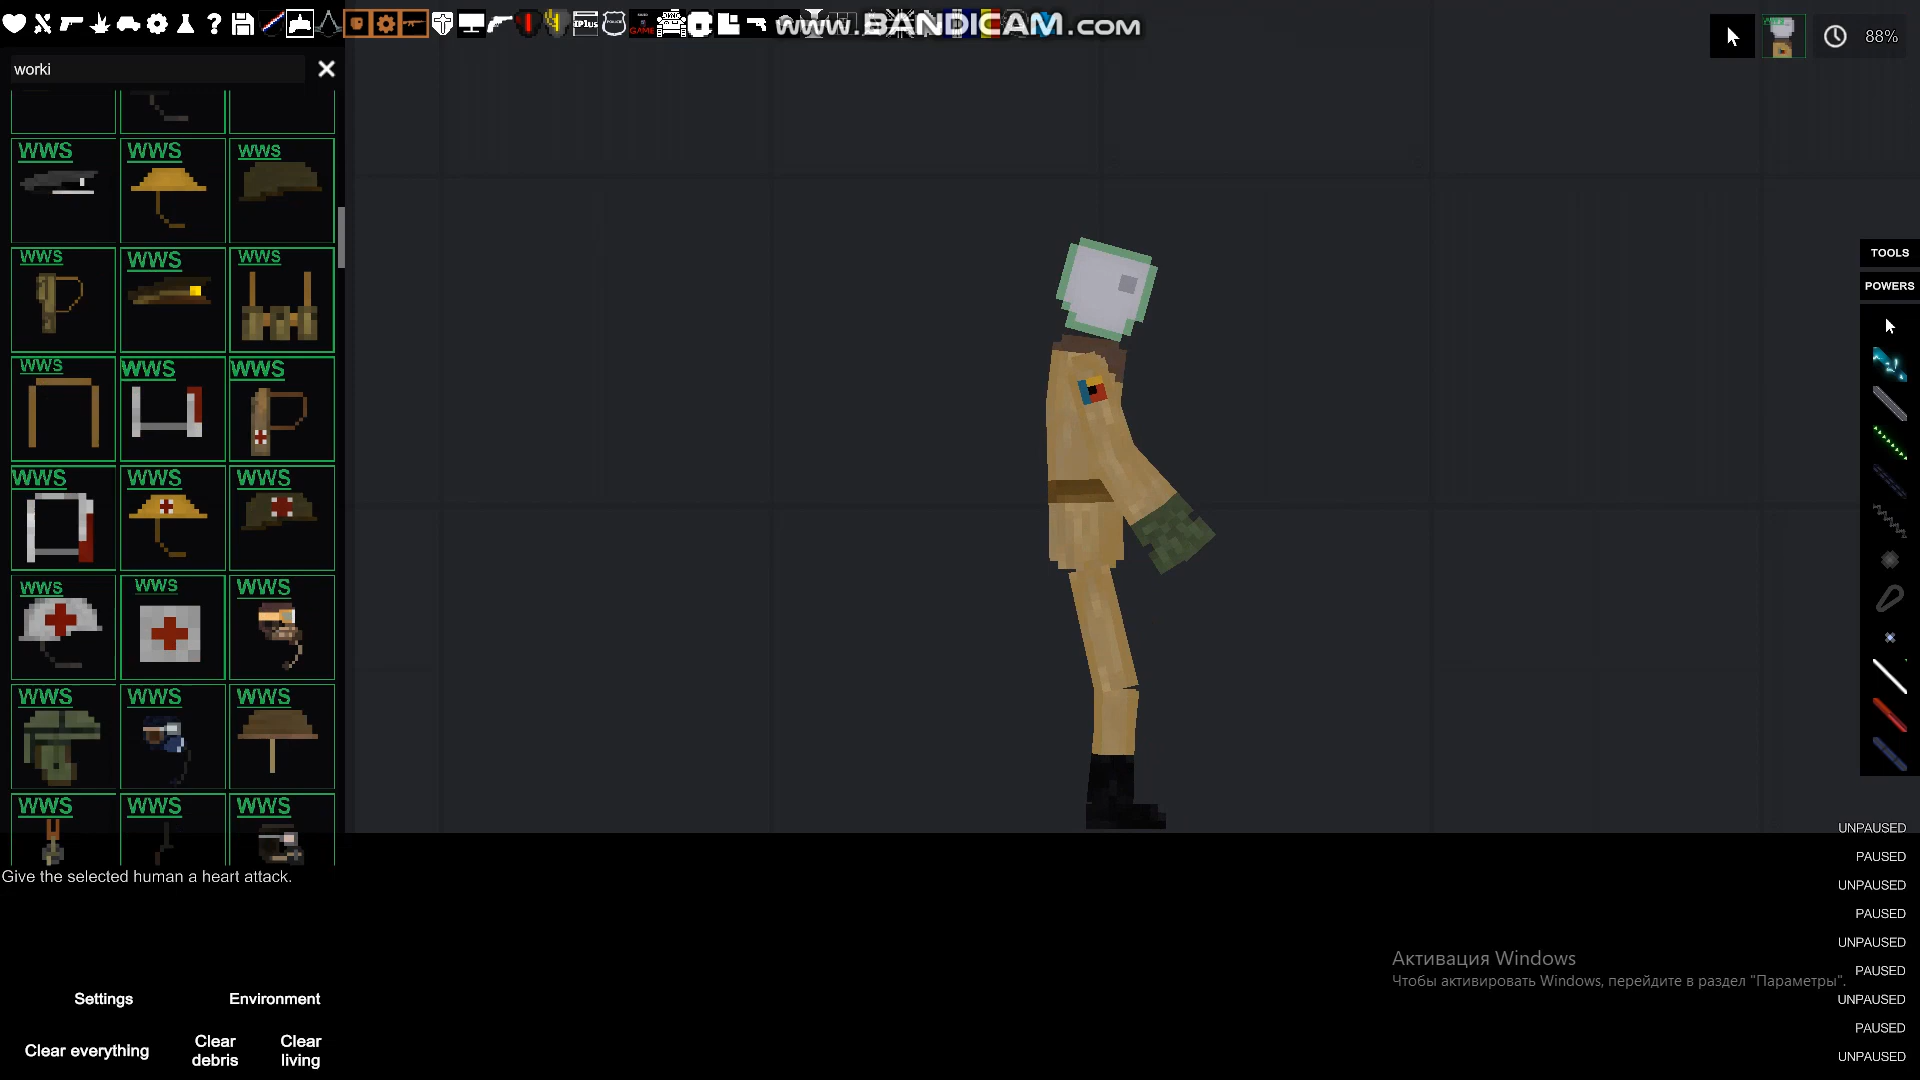 www.BANDICAM.com
88%
worki
WWS WWS WWS
WWS WWS WWS
WWS WWS WWS
WWS WWS WWS
WWS WWS WWS
WWS WWS WWS
WWS WWS WWS
TOOLS
POWERS
Give the selected human a heart attack.
Settings
Environment
Clear everything
Clear debris
Clear living
Активация Windows
Чтобы активировать Windows, перейдите в раздел "Параметры".
UNPAUSED
PAUSED
UNPAUSED
PAUSED
UNPAUSED
PAUSED
UNPAUSED
PAUSED
UNPAUSED